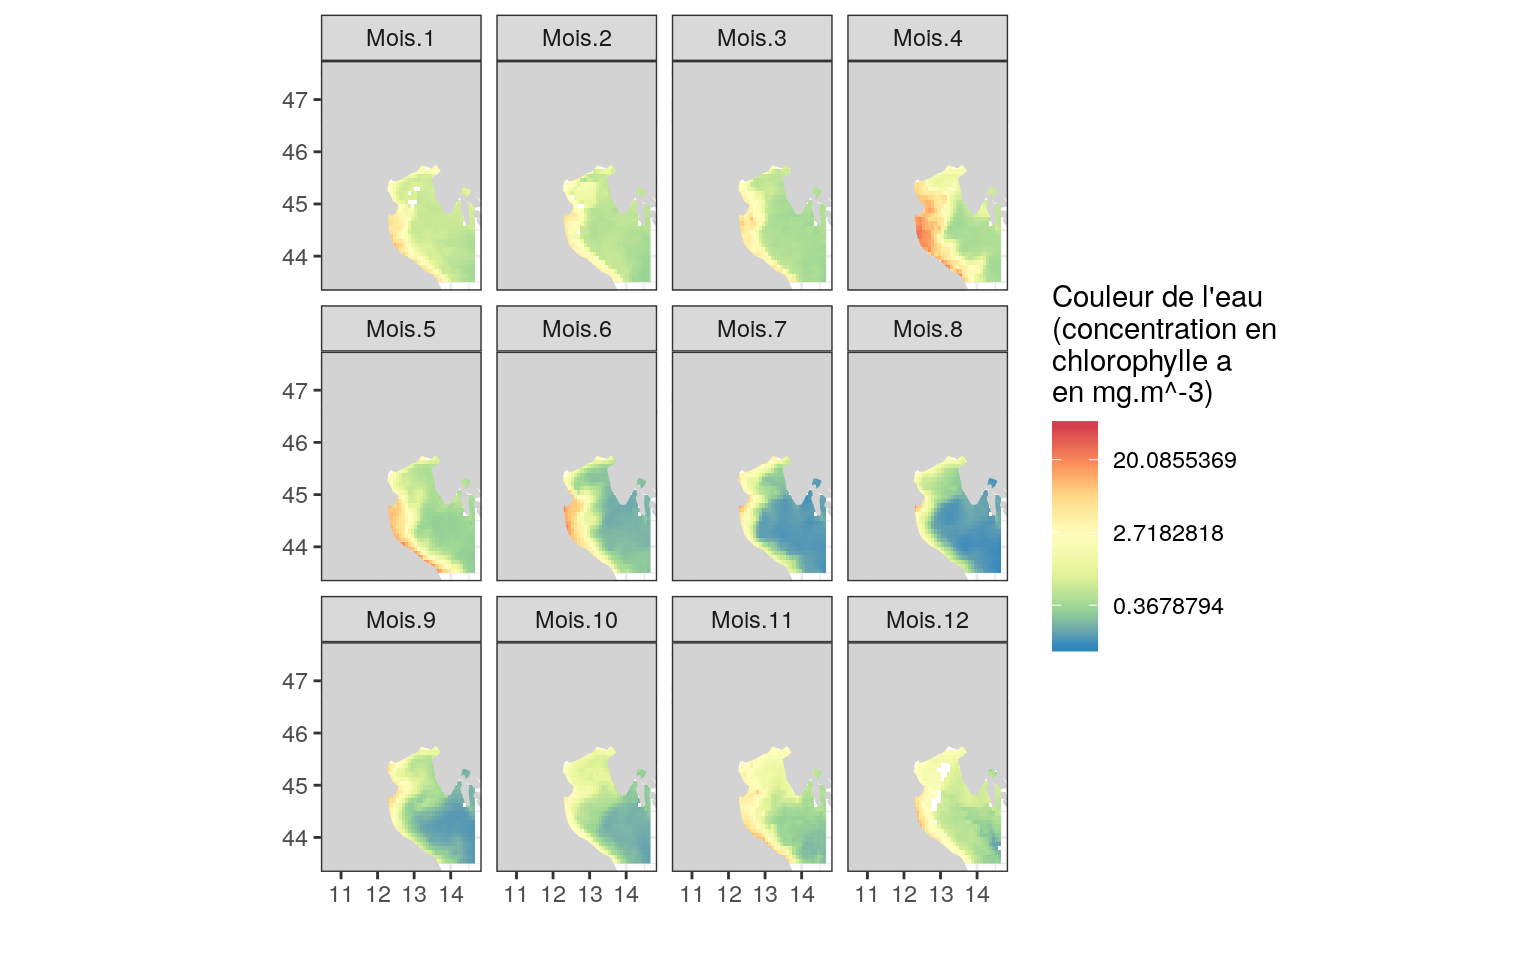 Mois.1 Mois.2 Mois.3 Mois.4
47
46
45
44
Mois.5 Mois.6 Mois.7 Mois.8
47
46
45
44
Mois.9 Mois.10 Mois.11 Mois.12
47
46
45
44
11 12 13 14 11 12 13 14 11 12 13 14 11 12 13 14
Couleur de l'eau
(concentration en
chlorophylle a
en mg.m^-3)
20.0855369
2.7182818
0.3678794